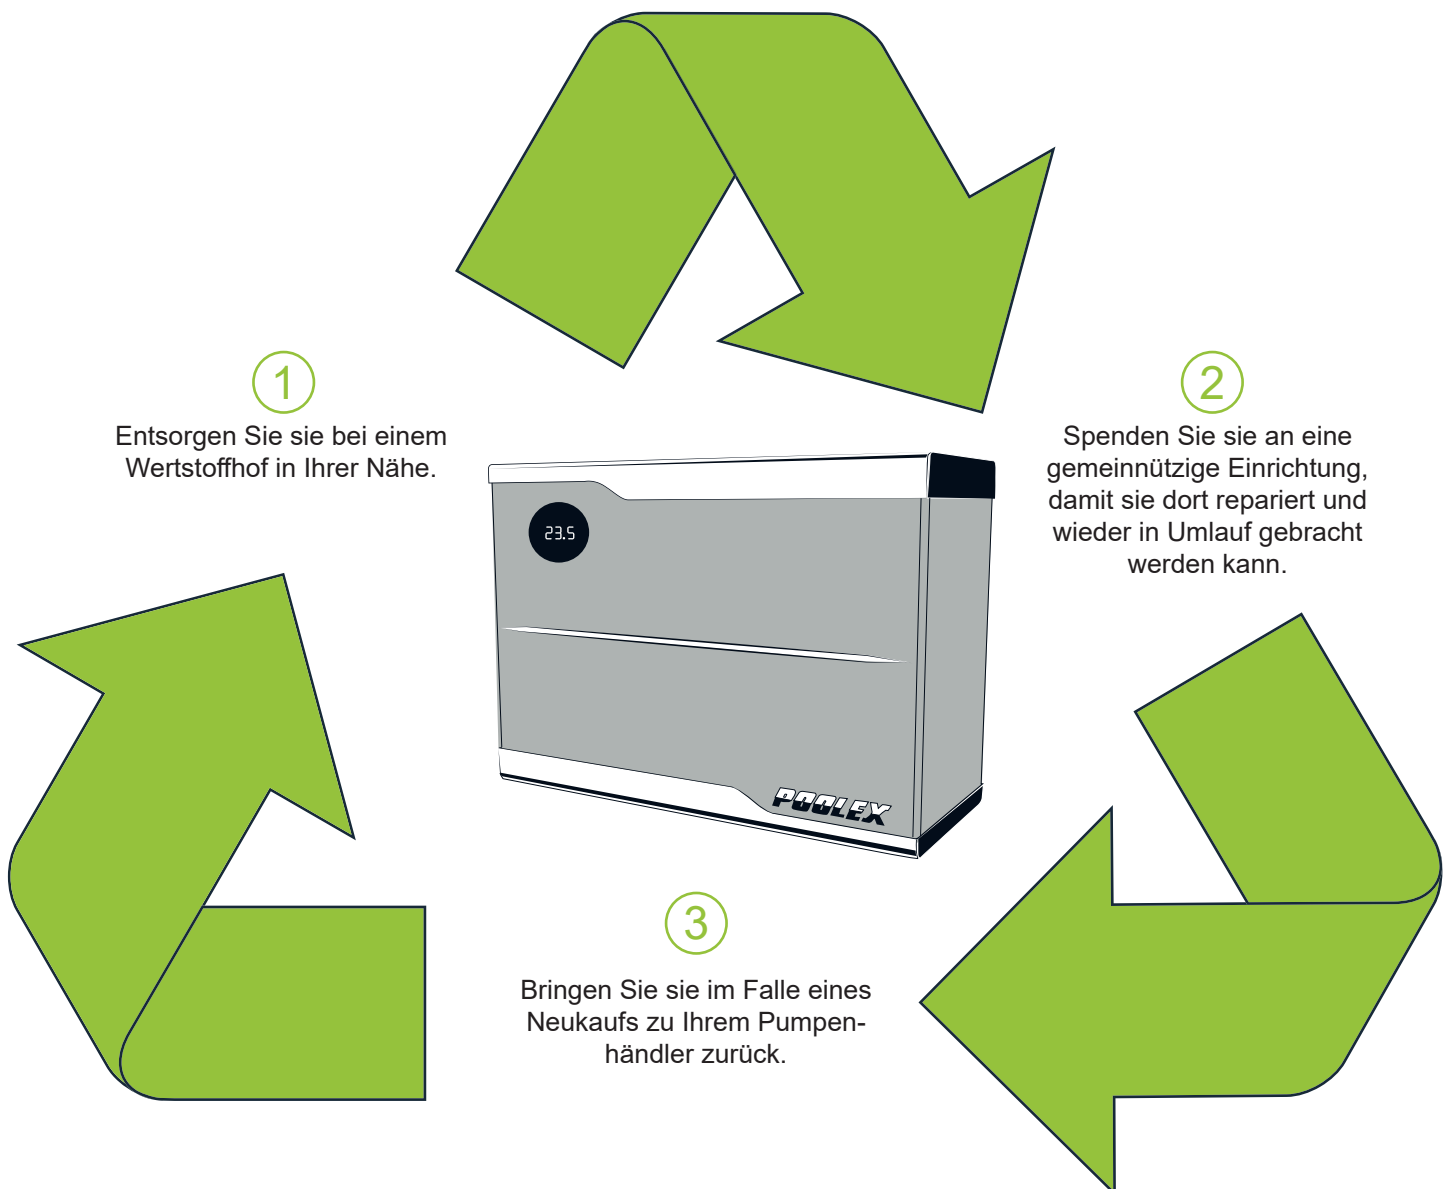 1
Entsorgen Sie sie bei einem
Wertstoffhof in Ihrer Nähe.
2
Spenden Sie sie an eine
gemeinnützige Einrichtung,
damit sie dort repariert und
wieder in Umlauf gebracht
werden kann.
23.5
POOLEX
3
Bringen Sie sie im Falle eines
Neukaufs zu Ihrem Pumpen-
händler zurück.